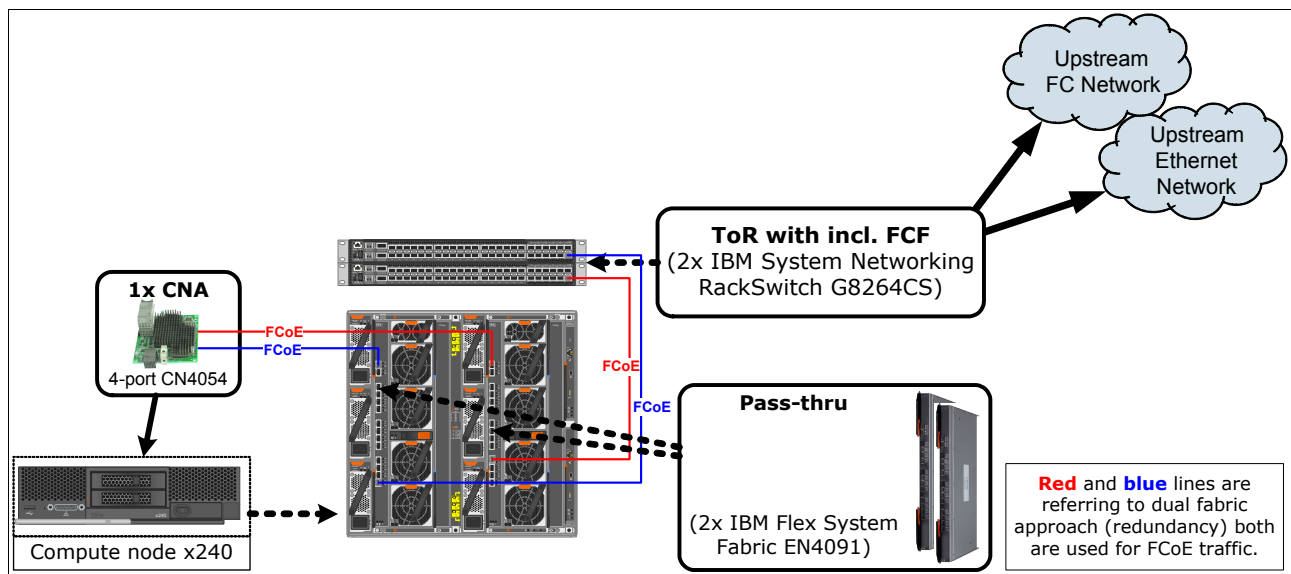 Upstream
FC Network
Upstream
Ethernet
Network
ToR with incl. FCF
(2x IBM System Networking
RackSwitch G8264CS)
1x CNA
4-port CN4054
FCoE
FCoE
FCoE
FCoE
Pass-thru
(2x IBM Flex System
Fabric EN4091)
Compute node x240
Red and blue lines are
referring to dual fabric
approach (redundancy) both
are used for FCoE traffic.